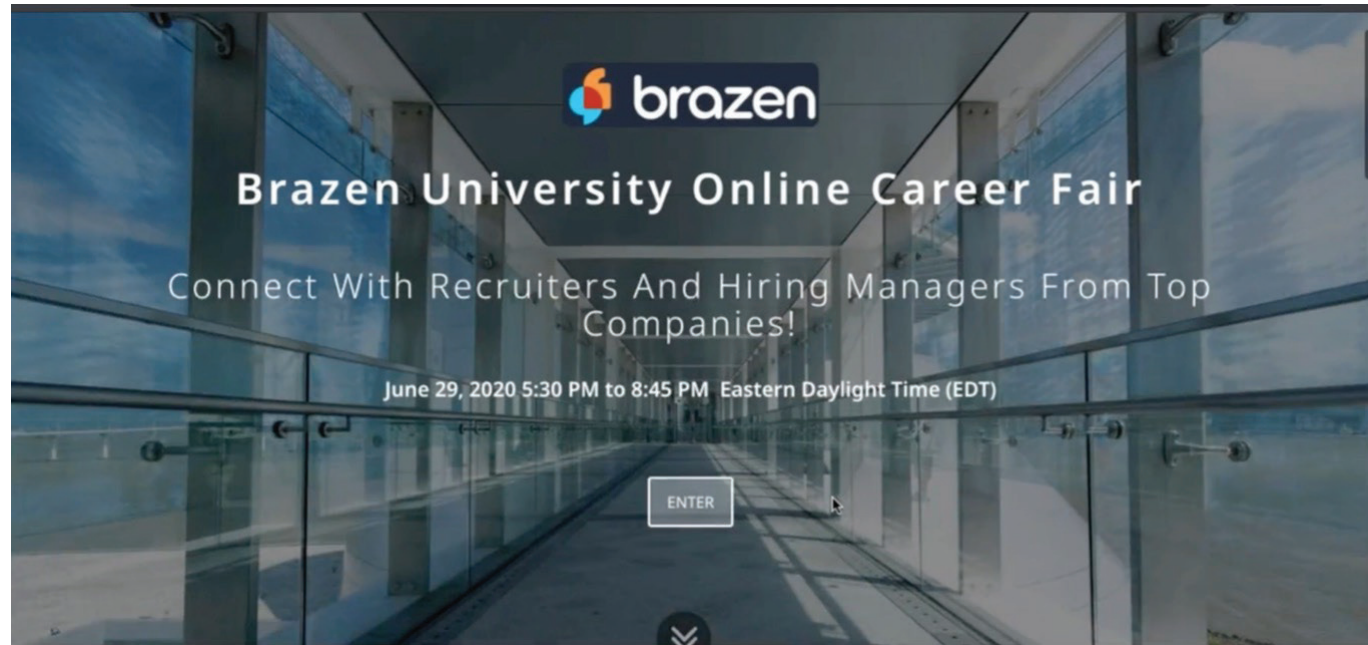 brazen
Brazen University Online Career Fair
Connect With Recruiters And Hiring Managers From Top
Companies!
June 29, 2020 5:30 PM to 8:45 PM Eastern Daylight Time (EDT)
ENTER